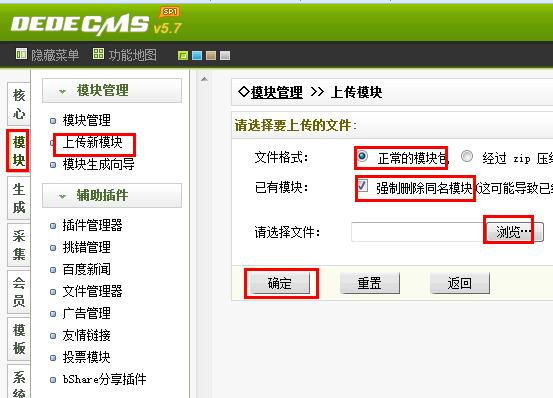 DEDECMS SP1 v5.7
隐藏菜单 功能地图
核心
模块
生成
采集
会员
模板
系统
模块管理
模块管理
上传新模块
模块生成向导
辅助插件
插件管理器
挑错管理
百度新闻
文件管理器
广告管理
友情链接
投票模块
bShare分享插件
◇模块管理 >> 上传模块
请选择要上传的文件:
文件格式: 正常的模块包 经过 zip 压
已有模块: 强制删除同名模块(这可能导致已
请选择文件: 浏览…
确定 重置 返回